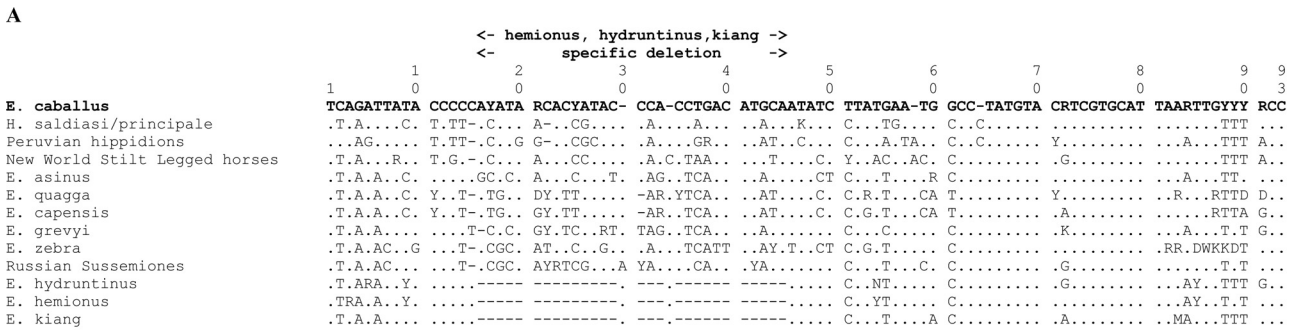 A
<- hemionus, hydruntinus,kiang ->
<- specific deletion ->
1 2 3 4 5 6 7 8 9 9
1 0 0 0 0 0 0 0 0 0 3
E. caballus TCAGATTATA CCCCCAYATA RCACYATAC- CCA-CCTGAC ATGCAATATC TTATGAA-TG GCC-TATGTA CRTCGTGCAT TAARTTGYYY RCC
H. saldiasi/principale .T.A....C. T.TT-.C... A--...CG... .A...A... ..A...K... C...TG.... C..C...... .......... .......TTT ...
Peruvian hippidions ...AG..... T.TT-.C..G G-...CGC.. .A...GR.. ..AT..C... C...A.TA.. C..C...... Y......... ..A....TTT A..
New World Stilt Legged horses .T.A...R.. T.G.-.C... A....CC... .A.C.TAA.. ...T....C. Y..AC..AC. C......... .G........ .......TTT A..
E. asinus .T.A.A.C.. .....GC.C. A..C....T. .AG..TCA.. ..A.....CT C.T.....R. C......... .......... ..A....TT. ...
E. quagga .T.A.A..C. Y..T-.TG.. DY.TT..... -AR.YTCA.. ..AT....C. C.R.T...CA T......... Y......... ..R...RTTD D..
E. capensis .T.A.A..C. Y..T-.TG.. GY.TT..... -AR..TCA.. ..A.....C. C.G.T...CA T......... .A........ ......RTTA G..
E. grevyi .T.A.A.... ....T-C.C. GY.TC..RT. TAG..TCA.. ..A....... C...T..... C......... .K........ ..A....T.T G..
E. zebra .T.A.AC..G ...T-.CGC. AT..C..G.. .A...TCATT ..AY.T..CT C.G.T..... C......... .......... RR.DWKKDT. ...
Russian Sussemiones .T.A.AC... ...T-.CGC. AYRTCG...A YA....CA.. .YA....... C...T...C. C......... .G........ .......T.T ...
E. hydruntinus .T.ARA..Y. .....----- ---------. ---.------ -----..... C..NT..... C......... .G........ ..AY...TTT G..
E. hemionus .TRA.A..Y. .....----- ---------. ---.------ -----..... C..YT..... C......... .......... ..AY...T.T ...
E. kiang .T.A.A.... .....----- ---------. ---.------ -----..... C...T....A C......... .A........ .MA....TTT ...